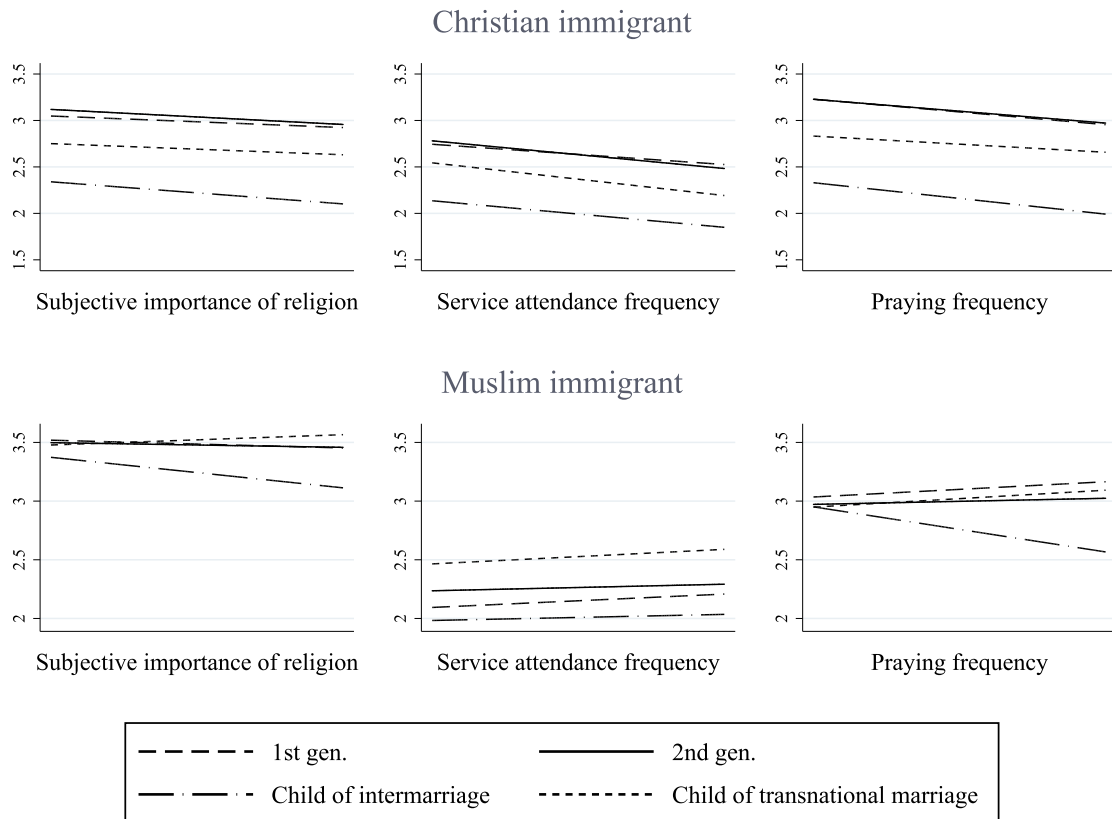 Christian immigrant
3.5
3
2.5
2
1.5
3.5
3
2.5
2
1.5
3.5
3
2.5
2
1.5
Subjective importance of religion
Service attendance frequency
Praying frequency
Muslim immigrant
3.5
3
2.5
2
3.5
3
2.5
2
3.5
3
2.5
2
Subjective importance of religion
Service attendance frequency
Praying frequency
1st gen.
2nd gen.
Child of intermarriage
Child of transnational marriage